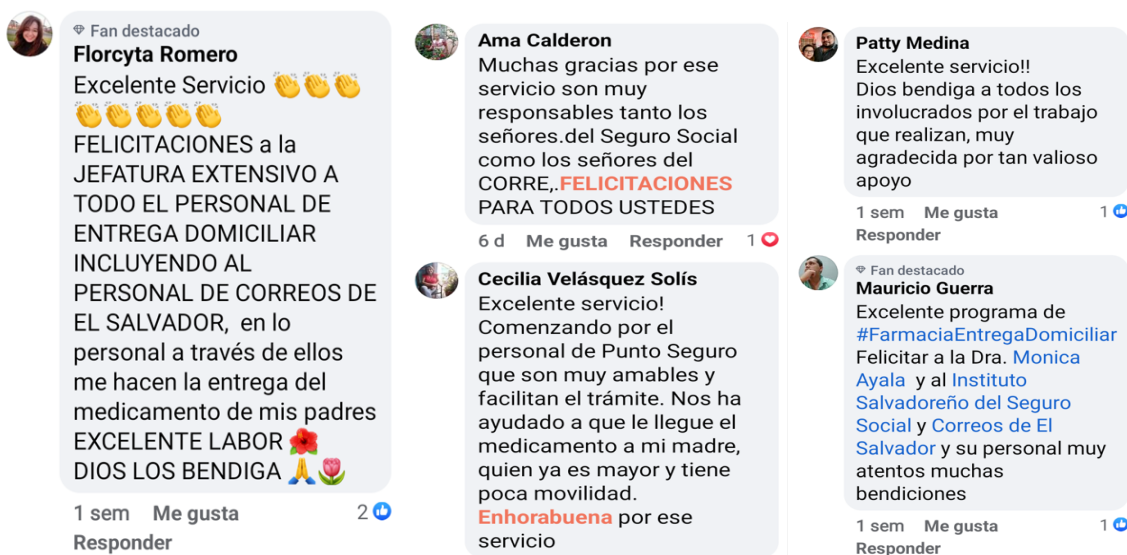 Fan destacado
Florcyta Romero
Excelente Servicio 👏👏👏
👏👏👏👏👏
FELICITACIONES a la
JEFATURA EXTENSIVO A
TODO EL PERSONAL DE
ENTREGA DOMICILIAR
INCLUYENDO AL
PERSONAL DE CORREOS DE
EL SALVADOR, en lo
personal a través de ellos
me hacen la entrega del
medicamento de mis padres
EXCELENTE LABOR 🌺
DIOS LOS BENDIGA 🙏🌷
1 sem Me gusta 2
Responder
Ama Calderon
Muchas gracias por ese
servicio son muy
responsables tanto los
señores.del Seguro Social
como los señores del
CORRE,.FELICITACIONES
PARA TODOS USTEDES
6 d Me gusta Responder 1
Cecilia Velásquez Solís
Excelente servicio!
Comenzando por el
personal de Punto Seguro
que son muy amables y
facilitan el trámite. Nos ha
ayudado a que le llegue el
medicamento a mi madre,
quien ya es mayor y tiene
poca movilidad.
Enhorabuena por ese
servicio
Patty Medina
Excelente servicio!!
Dios bendiga a todos los
involucrados por el trabajo
que realizan, muy
agradecida por tan valioso
apoyo
1 sem Me gusta 1
Responder
Fan destacado
Mauricio Guerra
Excelente programa de
#FarmaciaEntregaDomiciliar
Felicitar a la Dra. Monica
Ayala y al Instituto
Salvadoreño del Seguro
Social y Correos de El
Salvador y su personal muy
atentos muchas
bendiciones
1 sem Me gusta 1
Responder